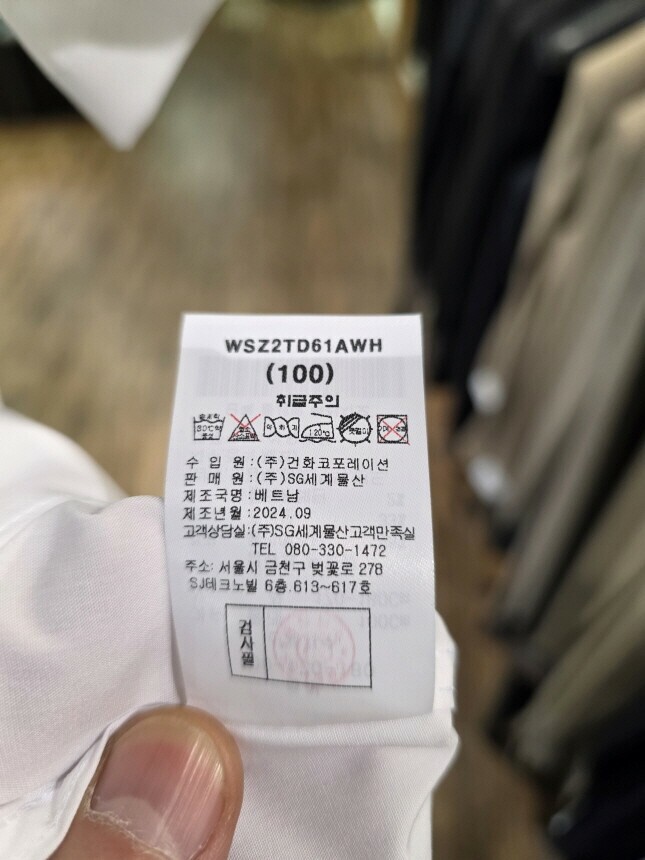 WSZ2TD61AWH
(100)
취급주의
수 입 원 : (주)건화코포레이션
판 매 원 : (주)SG세계물산
제조국명 : 베트남
제조년월 : 2024.09
고객상담실:(주)SG세계물산고객만족실
TEL 080-330-1472
주소: 서울시 금천구 벚꽃로 278
SJ테크노빌 6층.613~617호
검사필